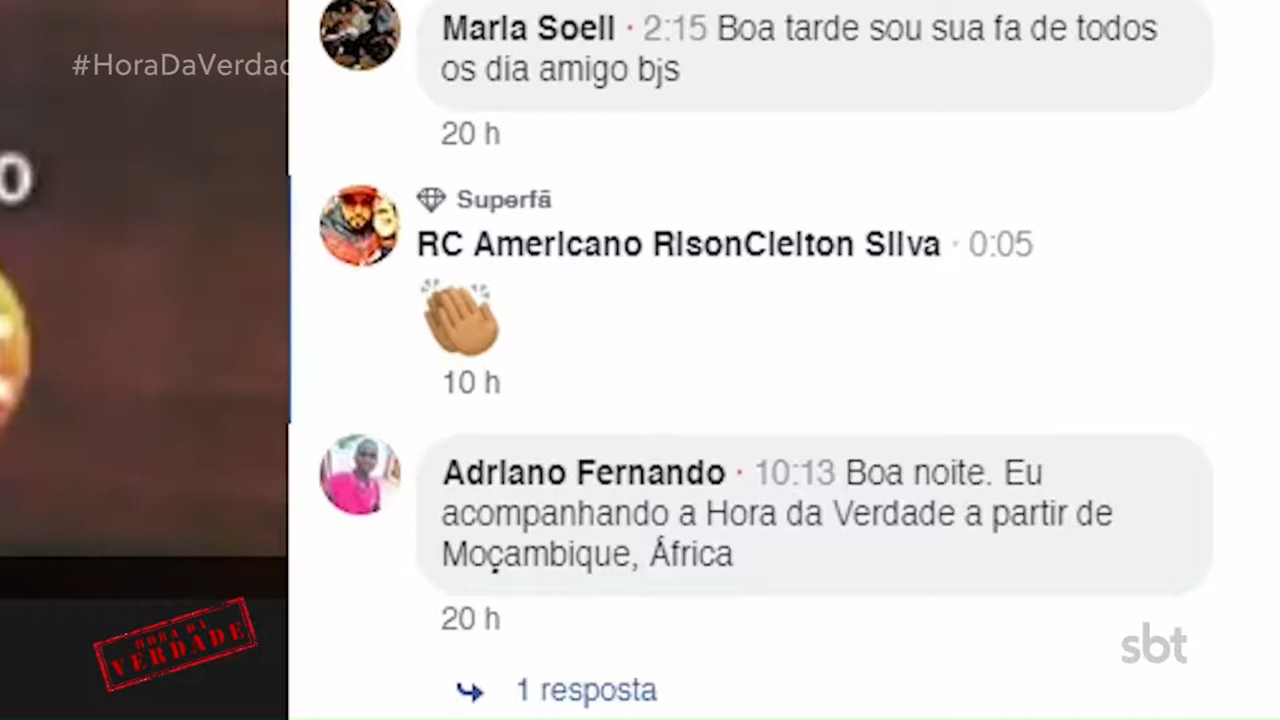 #HoraDaVerdad
Maria Soell · 2:15 Boa tarde sou sua fa de todos
os dia amigo bjs
20 h
Superfã
RC Americano RisonCleiton Silva · 0:05
10 h
Adriano Fernando · 10:13 Boa noite. Eu
acompanhando a Hora da Verdade a partir de
Moçambique, África
20 h
1 resposta
HORA DA
VERDADE
sbt